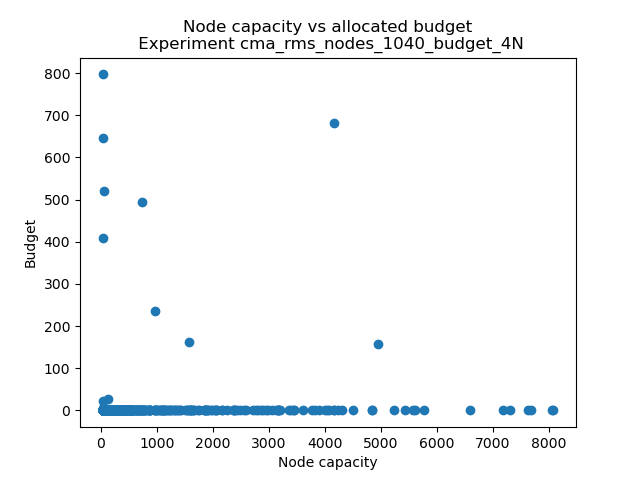 Node capacity vs allocated budget
Experiment cma_rms_nodes_1040_budget_4N
800
700
600
500
400
300
200
100
0
Budget
0 1000 2000 3000 4000 5000 6000 7000 8000
Node capacity